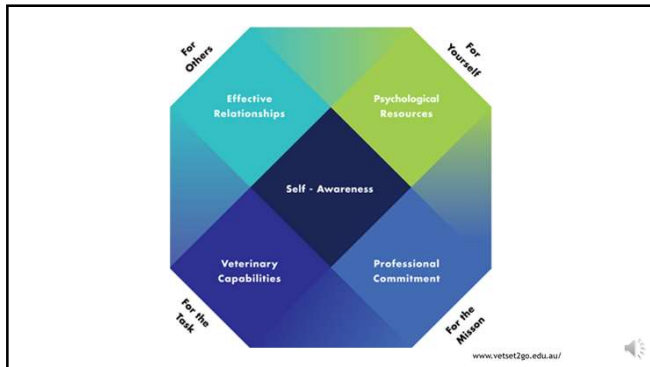 For
Others
For
Yourself
Effective
Relationships
Psychological
Resources
Self - Awareness
Veterinary
Capabilities
Professional
Commitment
For the
Task
For the
Misson
www.vetset2go.edu.au/